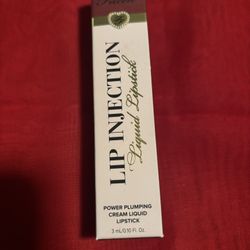 LIP INJECTION
Liquid Lipstick
POWER PLUMPING
CREAM LIQUID
LIPSTICK
3 mL/0.10 Fl. Oz.